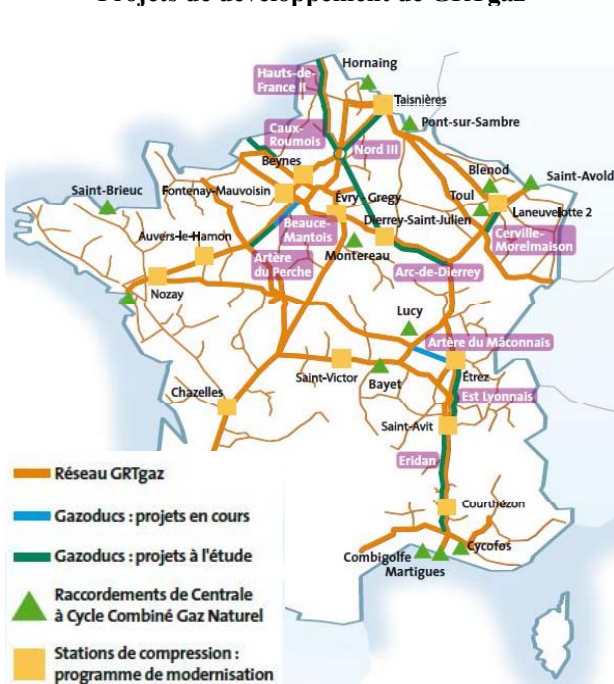 Projets de développement de GRTgaz
Hornaing
Hauts-de-
France II
Taisnières
Caux-
Roumois
Pont-sur-Sambre
Nord III
Beynes
Blenod
Saint-Avold
Saint-Brieuc
Fontenay-Mauvoisin
Évry-Gregy
Toul
Dierrey-Saint-Julien
Laneuvelotte 2
Beauce-
Mantois
Auvers-le-Hamon
Cerville-
Morelmaison
Artère
du Perche
Montereau
Arc-de-Dierrey
Nozay
Lucy
Artère du Mâconnais
Saint-Victor
Bayet
Étrez
Chazelles
Est Lyonnais
Saint-Avit
Eridan
Réseau GRTgaz
Courthézon
Gazoducs : projets en cours
Cycofos
Gazoducs : projets à l'étude
Combigolfe
Martigues
Raccordements de Centrale
à Cycle Combiné Gaz Naturel
Stations de compression :
programme de modernisation